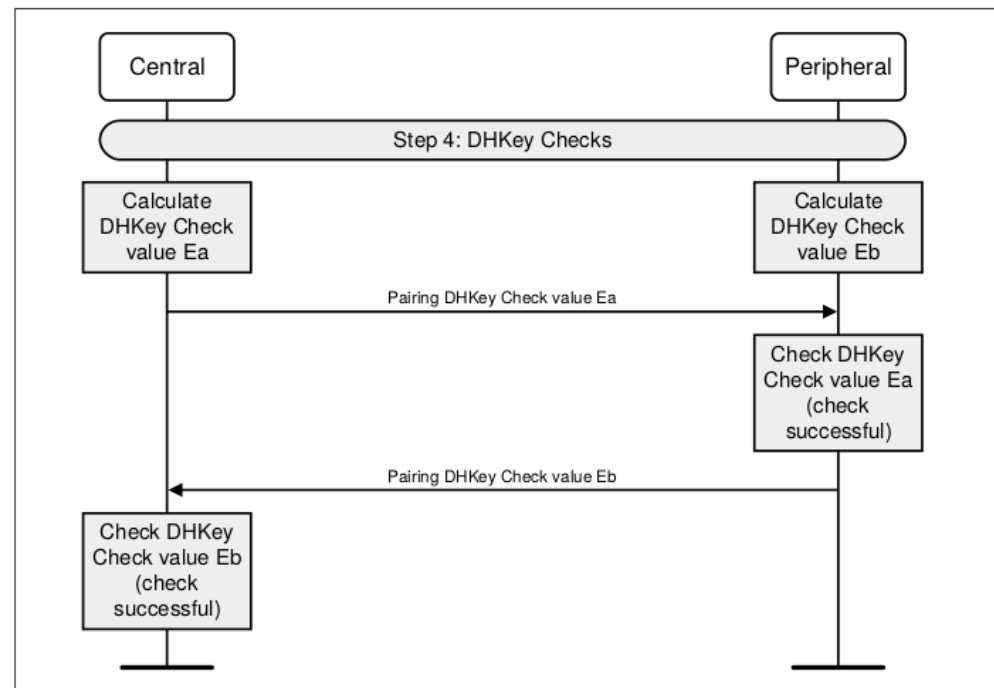 Central
Peripheral
Step 4: DHKey Checks
Calculate
DHKey Check
value Ea
Calculate
DHKey Check
value Eb
Pairing DHKey Check value Ea
Check DHKey
Check value Ea
(check
successful)
Pairing DHKey Check value Eb
Check DHKey
Check value Eb
(check
successful)